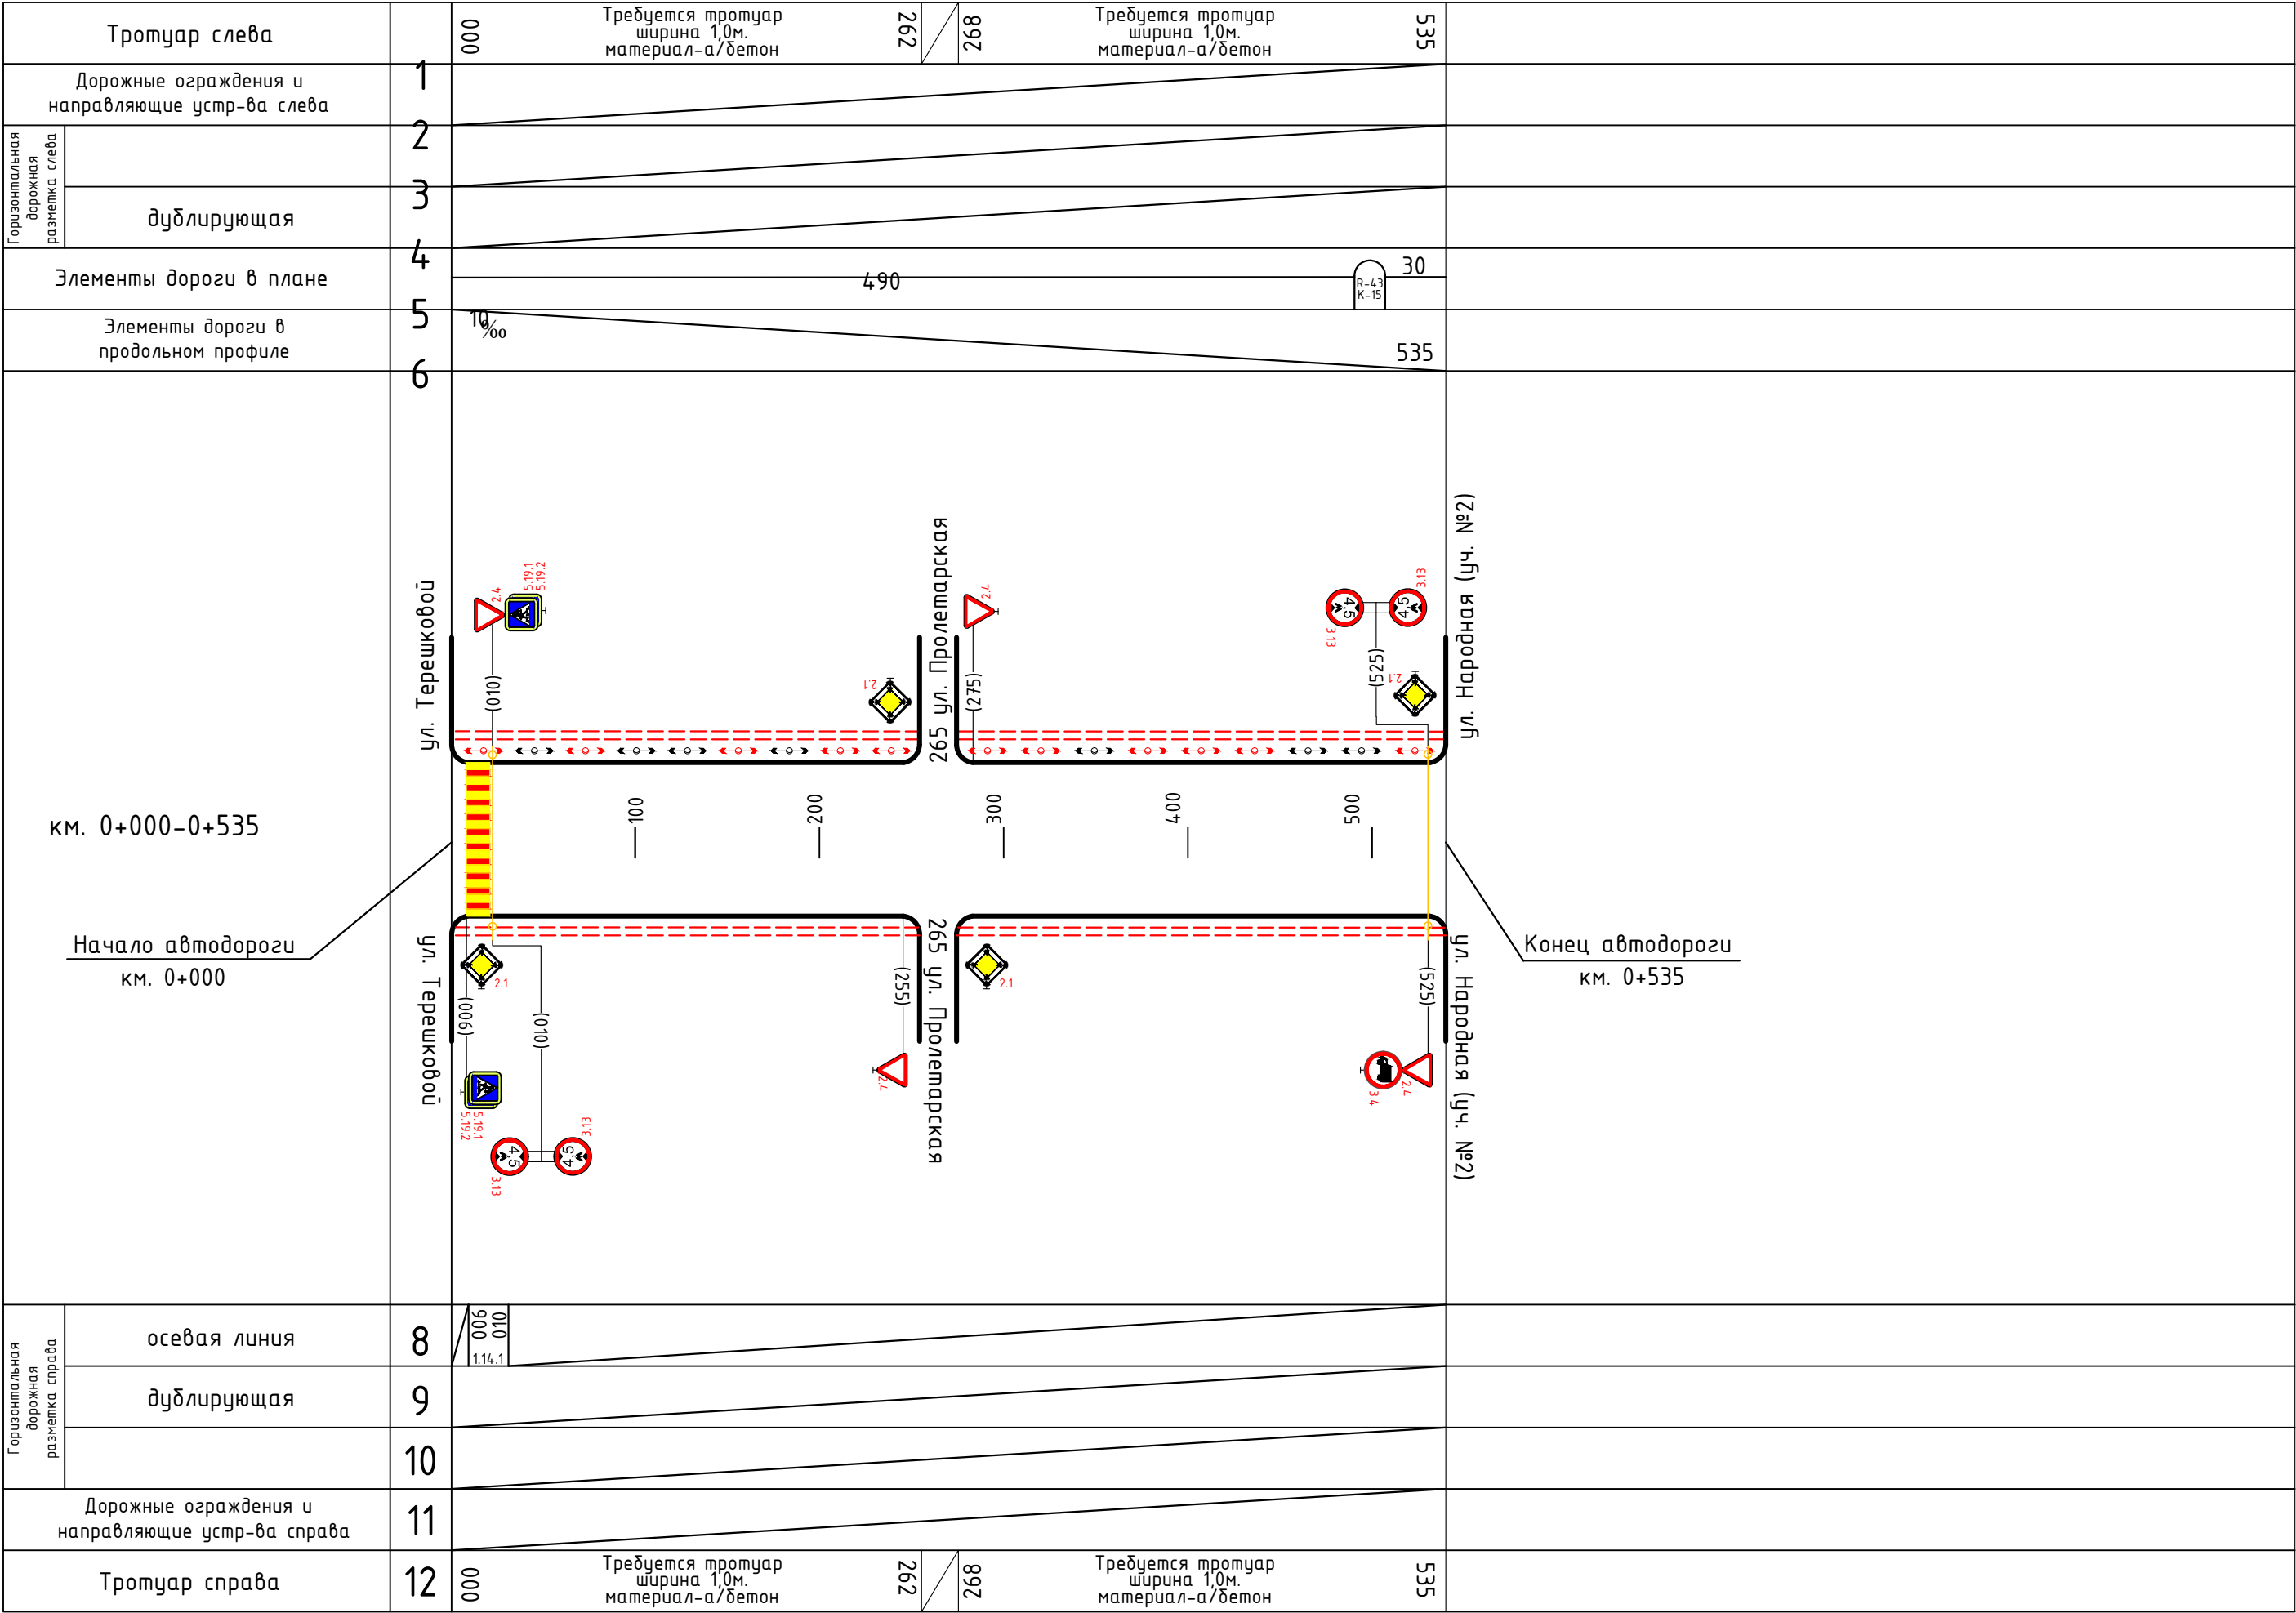 Тротуар слева
000
Требуется тротуар
ширина 1,0м.
материал-а/бетон
262
268
Требуется тротуар
ширина 1,0м.
материал-а/бетон
535
1
Дорожные ограждения и
направляющие устр-ва слева
2
Горизонтальная
дорожная
разметка слева
3
дублирующая
4
Элементы дороги в плане
490
R-43
K-15
30
5
Элементы дороги в
продольном профиле
10‰
535
6
ул. Терешковой
2.4
5.19.1
5.19.2
(010)
2.1
265 ул. Пролетарская
2.4
(275)
3.13
4,5
4,5
3.13
(525)
2.1
ул. Народная (уч. №2)
км. 0+000-0+535
100
200
300
400
500
Начало автодороги
км. 0+000
Конец автодороги
км. 0+535
ул. Терешковой
2.1
(006)
(010)
5.19.1
5.19.2
3.13
4,5
4,5
3.13
(255)
2.4
265 ул. Пролетарская
2.1
(525)
3.4
2.4
ул. Народная (уч. №2)
Горизонтальная
дорожная
разметка справа
осевая линия
8
006
010
1.14.1
дублирующая
9
10
Дорожные ограждения и
направляющие устр-ва справа
11
Тротуар справа
12
000
Требуется тротуар
ширина 1,0м.
материал-а/бетон
262
268
Требуется тротуар
ширина 1,0м.
материал-а/бетон
535